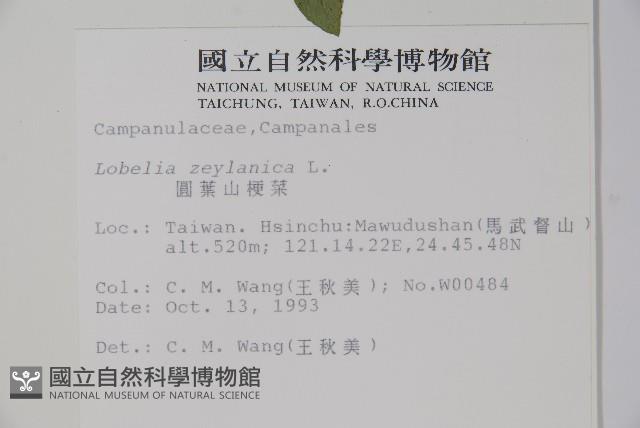 國立自然科學博物館
NATIONAL MUSEUM OF NATURAL SCIENCE
TAICHUNG, TAIWAN, R.O.CHINA
Campanulaceae,Campanales
Lobelia zeylanica L.
圓葉山梗菜
Loc.: Taiwan. Hsinchu:Mawudushan(馬武督山)
alt.520m; 121.14.22E,24.45.48N
Col.: C. M. Wang(王秋美); No.W00484
Date: Oct. 13, 1993
Det.: C. M. Wang(王秋美)
國立自然科學博物館
NATIONAL MUSEUM OF NATURAL SCIENCE